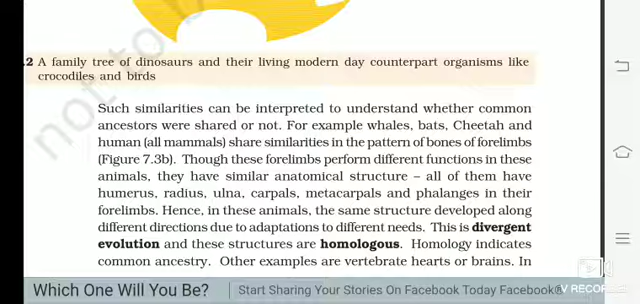 .2 A family tree of dinosaurs and their living modern day counterpart organisms like
crocodiles and birds
Such similarities can be interpreted to understand whether common
ancestors were shared or not. For example whales, bats, Cheetah and
human (all mammals) share similarities in the pattern of bones of forelimbs
(Figure 7.3b). Though these forelimbs perform different functions in these
animals, they have similar anatomical structure – all of them have
humerus, radius, ulna, carpals, metacarpals and phalanges in their
forelimbs. Hence, in these animals, the same structure developed along
different directions due to adaptations to different needs. This is divergent
evolution and these structures are homologous. Homology indicates
common ancestry. Other examples are vertebrate hearts or brains. In
Which One Will You Be? Start Sharing Your Stories On Facebook Today Facebook®
not to b